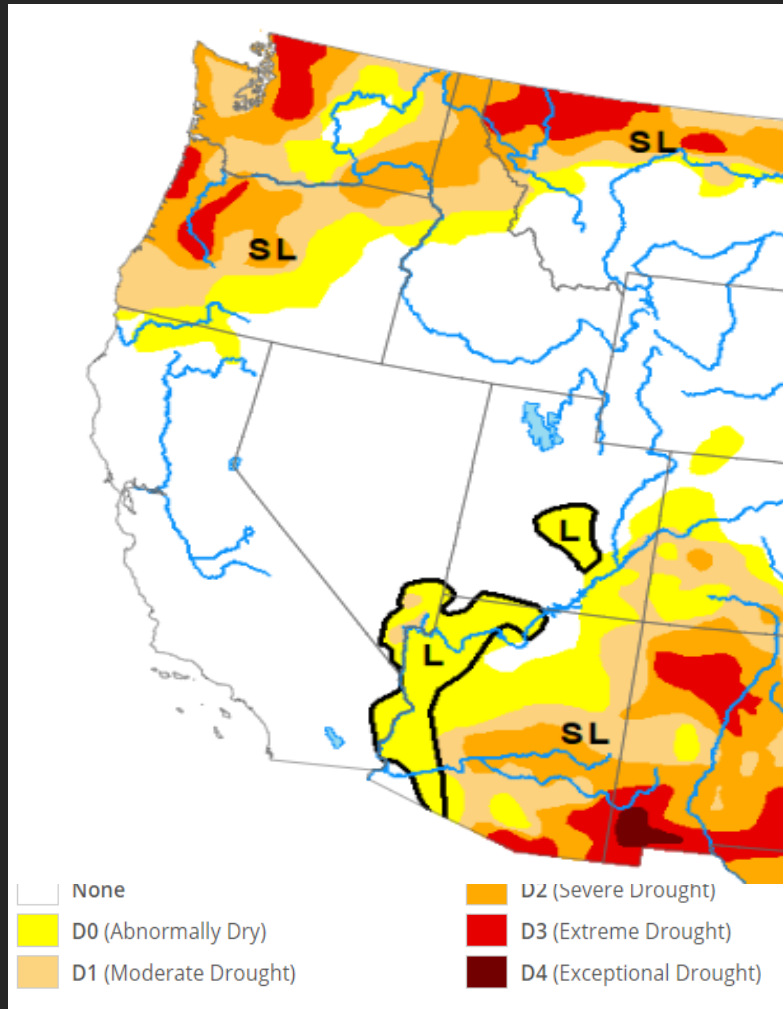 SL
SL
L
L
SL
None
D2 (Severe Drought)
D0 (Abnormally Dry)
D3 (Extreme Drought)
D1 (Moderate Drought)
D4 (Exceptional Drought)